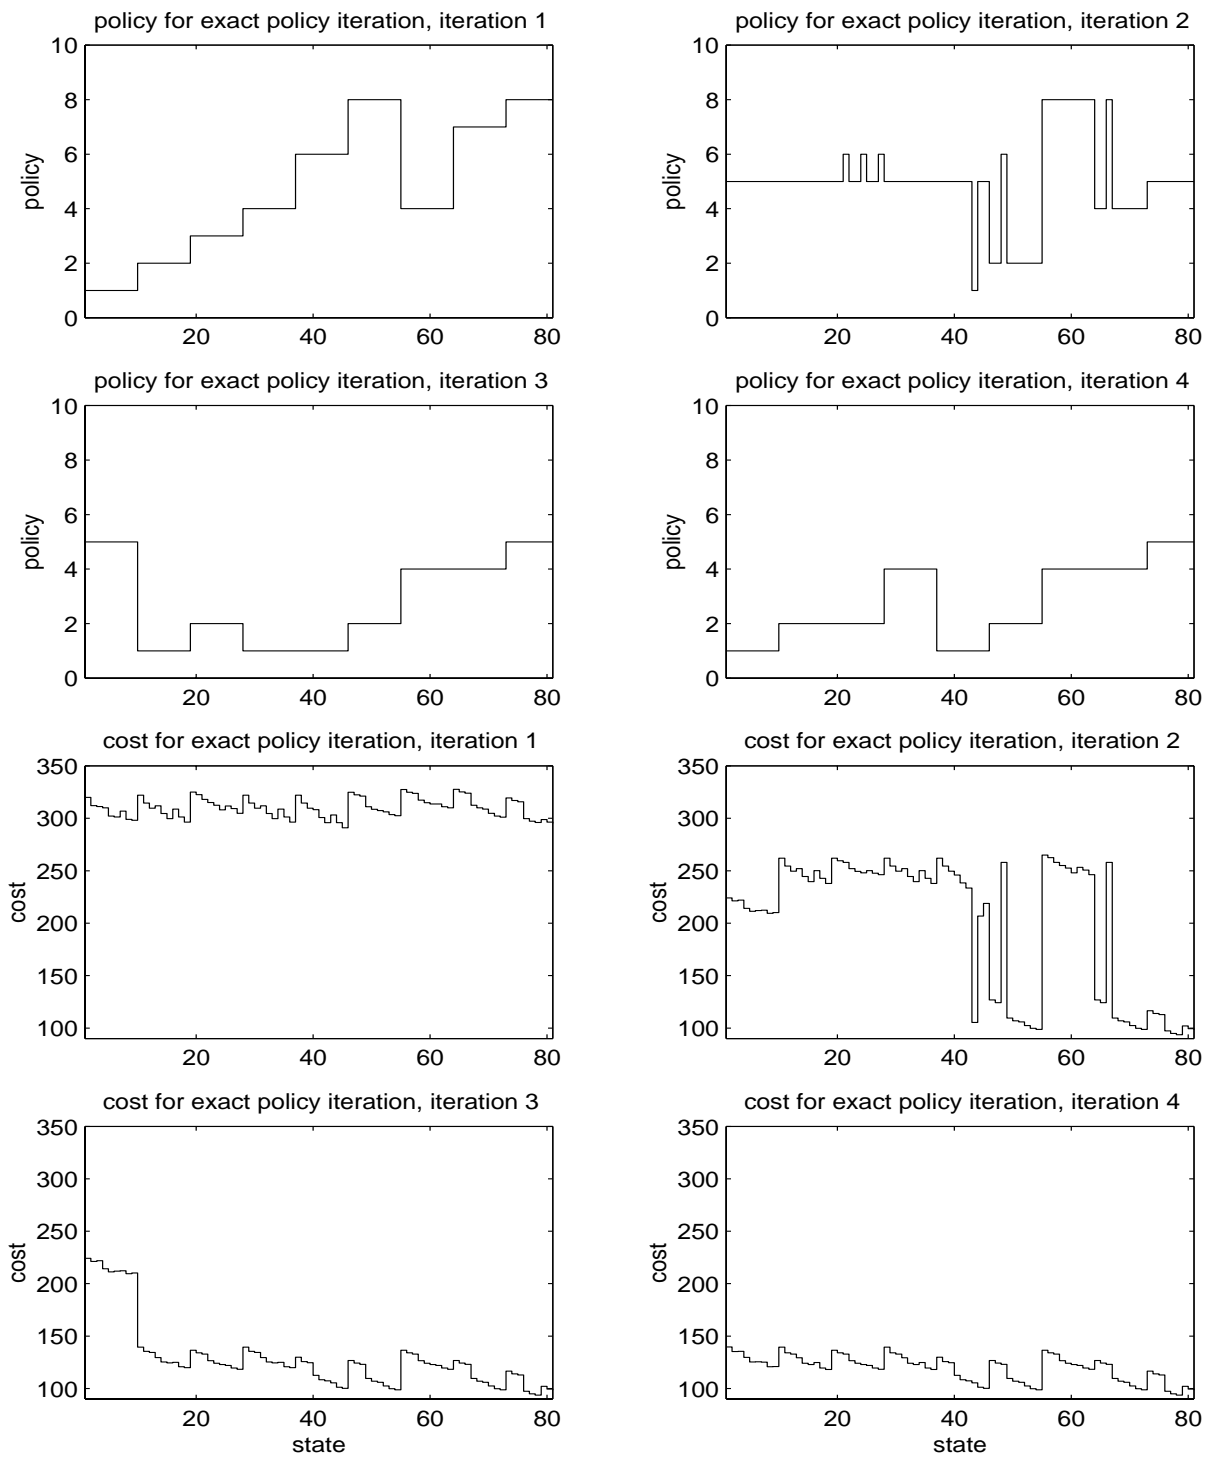 policy for exact policy iteration, iteration 1
10
8
6
4
2
0
policy
20 40 60 80
policy for exact policy iteration, iteration 2
10
8
6
4
2
0
policy
20 40 60 80
policy for exact policy iteration, iteration 3
10
8
6
4
2
0
policy
20 40 60 80
policy for exact policy iteration, iteration 4
10
8
6
4
2
0
policy
20 40 60 80
cost for exact policy iteration, iteration 1
350
300
250
200
150
100
cost
20 40 60 80
cost for exact policy iteration, iteration 2
350
300
250
200
150
100
cost
20 40 60 80
cost for exact policy iteration, iteration 3
350
300
250
200
150
100
cost
20 40 60 80
state
cost for exact policy iteration, iteration 4
350
300
250
200
150
100
cost
20 40 60 80
state